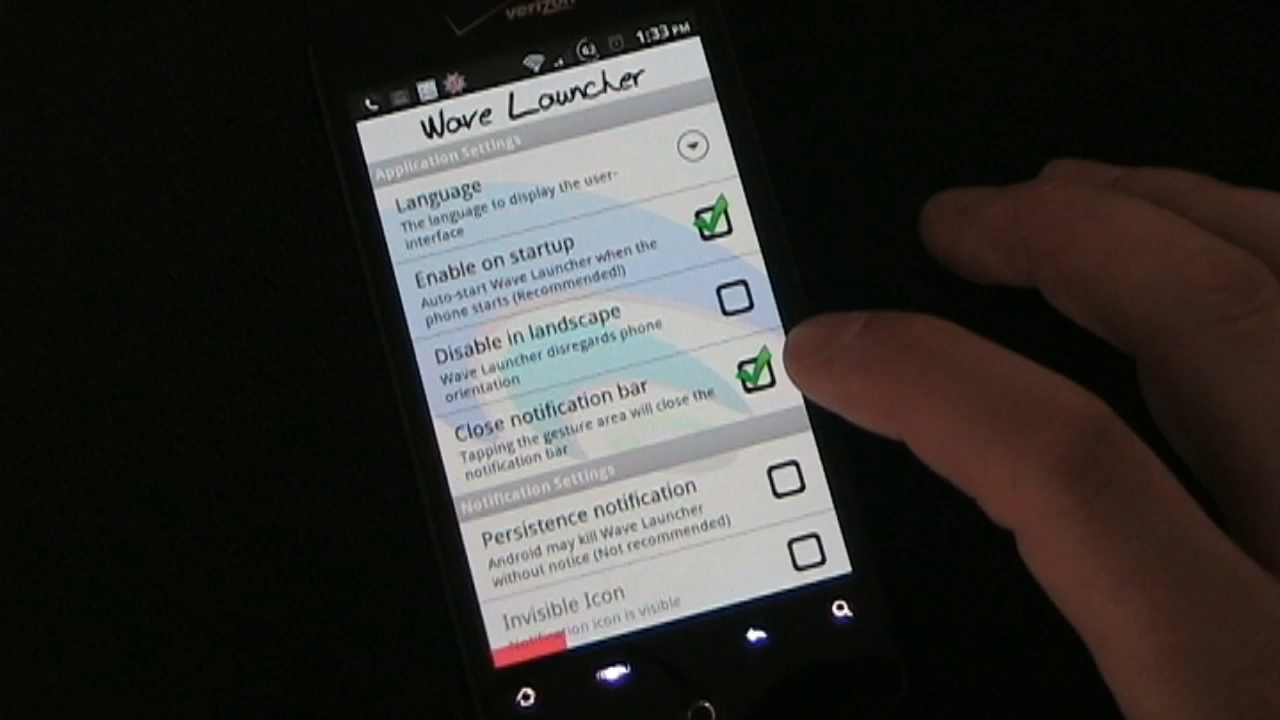 verizon
63 1:33 PM
Wave Launcher
Application Settings
Language
The language to display the user-
interface
Enable on startup
Auto-start Wave Launcher when the
phone starts (Recommended!)
Disable in landscape
Wave Launcher disregards phone
orientation
Close notification bar
Tapping the gesture area will close the
notification bar
Notification Settings
Persistence notification
Android may kill Wave Launcher
without notice (Not recommended)
Invisible Icon
Notification icon is visible
menu